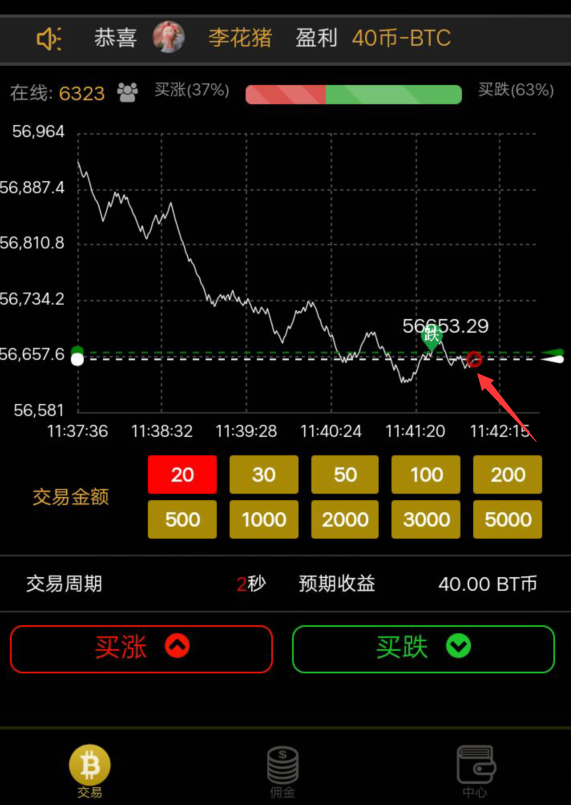 恭喜 李花猪 盈利 40币-BTC
在线: 6323 买涨(37%) 买跌(63%)
56,964
56,887.4
56,810.8
56,734.2
56653.29
跌
56,657.6
56,581
11:37:36 11:38:32 11:39:28 11:40:24 11:41:20 11:42:15
20 30 50 100 200
交易金额
500 1000 2000 3000 5000
交易周期 2秒 预期收益 40.00 BT币
买涨 买跌
交易 佣金 中心